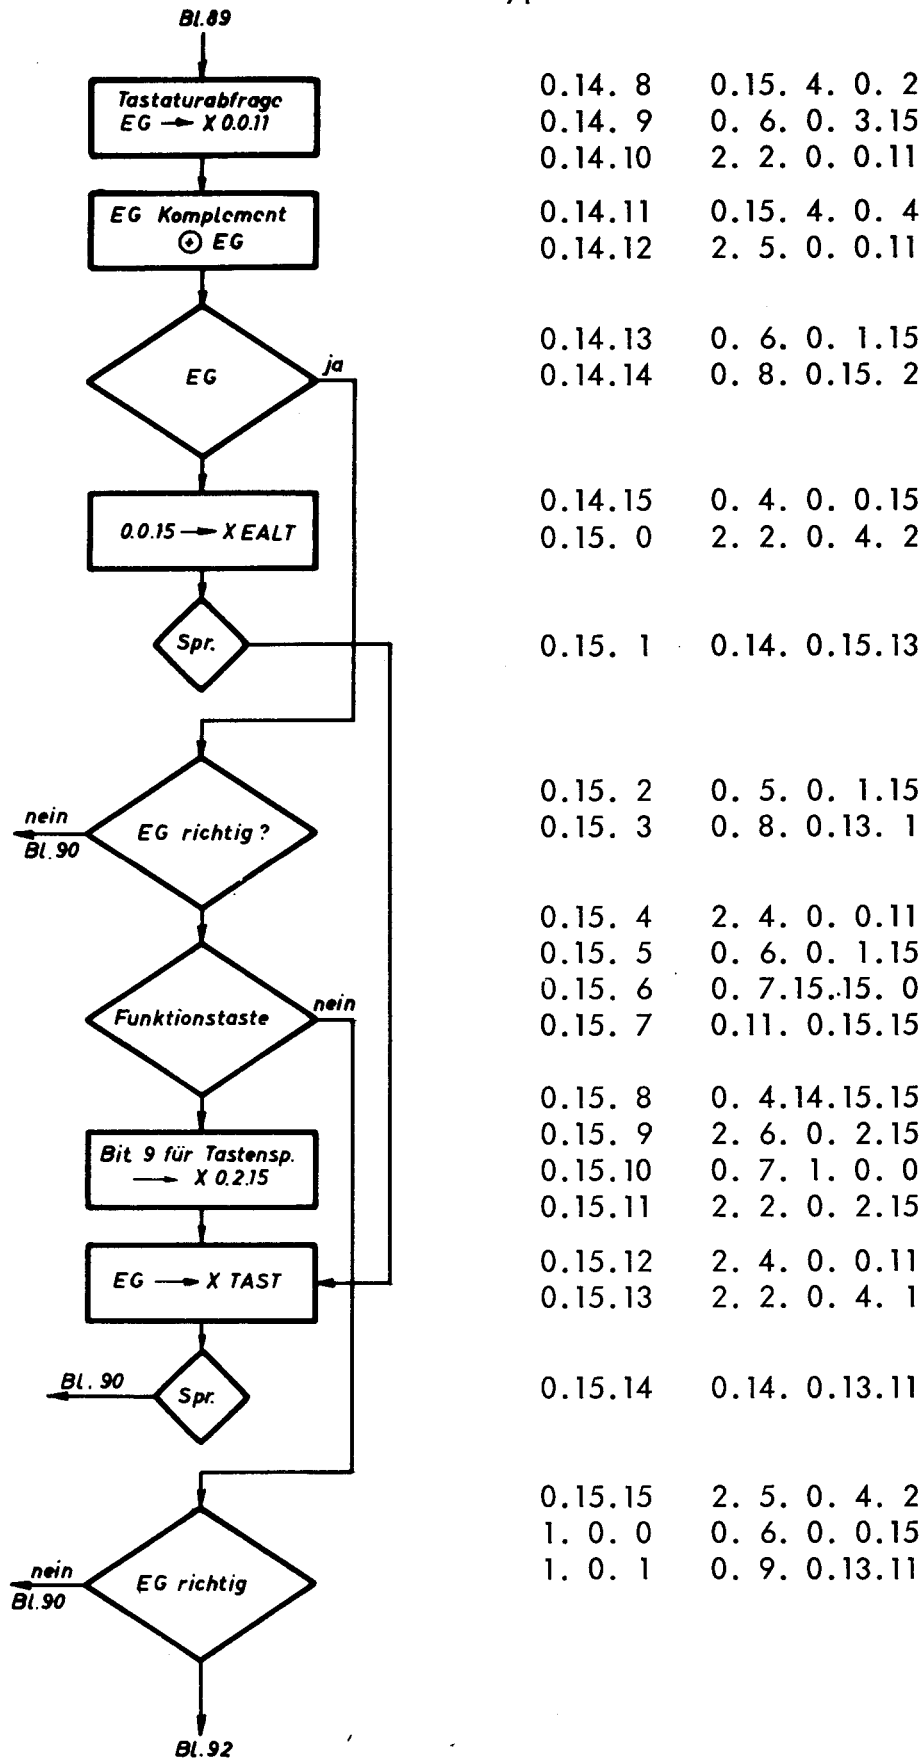 Bl.89
Tastaturabfrage
EG → X 0.0.11
0.14. 8 0.15. 4. 0. 2
0.14. 9 0. 6. 0. 3.15
0.14.10 2. 2. 0. 0.11
EG Komplement
⊕ EG
0.14.11 0.15. 4. 0. 4
0.14.12 2. 5. 0. 0.11
EG
ja
0.14.13 0. 6. 0. 1.15
0.14.14 0. 8. 0.15. 2
0.0.15 → X EALT
0.14.15 0. 4. 0. 0.15
0.15. 0 2. 2. 0. 4. 2
Spr.
0.15. 1 0.14. 0.15.13
EG richtig ?
nein
Bl.90
0.15. 2 0. 5. 0. 1.15
0.15. 3 0. 8. 0.13. 1
Funktionstaste
nein
0.15. 4 2. 4. 0. 0.11
0.15. 5 0. 6. 0. 1.15
0.15. 6 0. 7.15.15. 0
0.15. 7 0.11. 0.15.15
Bit 9 für Tastensp.
→ X 0.2.15
0.15. 8 0. 4.14.15.15
0.15. 9 2. 6. 0. 2.15
0.15.10 0. 7. 1. 0. 0
0.15.11 2. 2. 0. 2.15
EG → X TAST
0.15.12 2. 4. 0. 0.11
0.15.13 2. 2. 0. 4. 1
Bl. 90
Spr.
0.15.14 0.14. 0.13.11
EG richtig
nein
Bl.90
0.15.15 2. 5. 0. 4. 2
1. 0. 0 0. 6. 0. 0.15
1. 0. 1 0. 9. 0.13.11
Bl.92